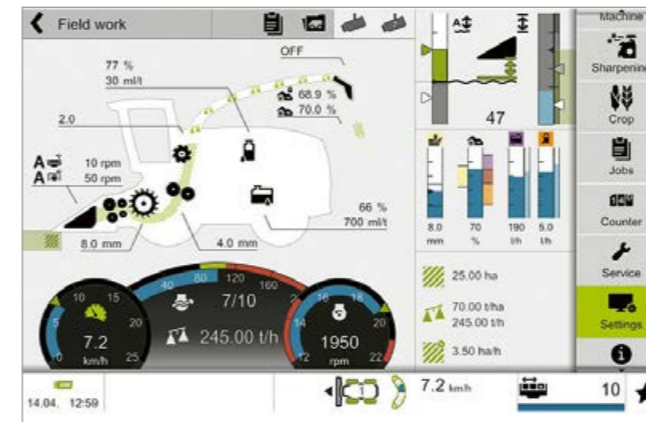 Field work
Machine
OFF
77 %
30 ml/t
68.9 %
70.0 %
2.0
A 10 rpm
A 50 rpm
66 %
700 ml/t
8.0 mm
4.0 mm
A
47
8.0 mm
70 %
190 l/h
5.0 l/h
25.00 ha
70.00 t/ha
245.00 t/h
3.50 ha/h
0 5 10 15 20 25
7.2
km/h
40 80 120 160
7/10
245.00 t/h
12 14 16 18 20 22
1950
rpm
Sharpening
Crop
Jobs
Counter
Service
Settings
14.04. 12:59
1
7.2 km/h
10